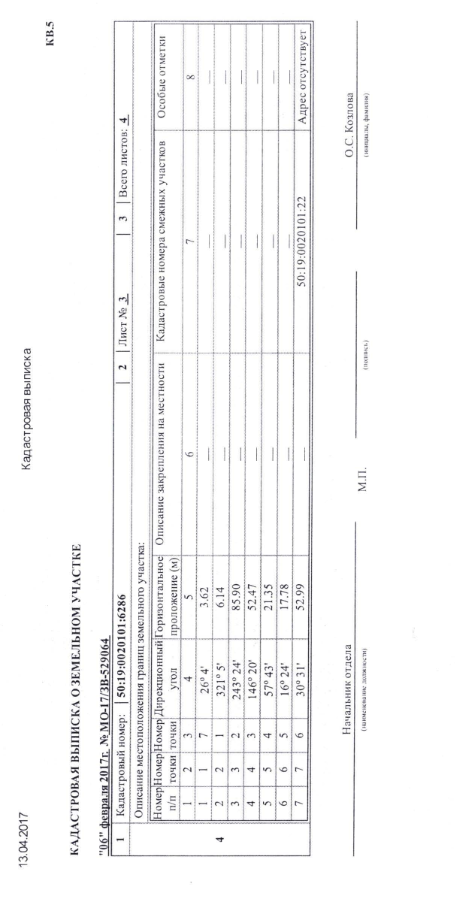 13.04.2017 Кадастровая выписка
КВ.5
КАДАСТРОВАЯ ВЫПИСКА О ЗЕМЕЛЬНОМ УЧАСТКЕ
"06" февраля 2017г. № МО-17/ЗВ-529064
1 Кадастровый номер: 50:19:0020101:6286 2 Лист № 3 3 Всего листов: 4
4 Описание местоположения границ земельного участка:
Номер п/п Номер точки Номер точки Дирекционный угол Горизонтальное проложение (м) Описание закрепления на местности Кадастровые номера смежных участков Особые отметки
1 2 3 4 5 6 7 8
1 1 7 26° 4' 3.62 — — —
2 2 1 321° 5' 6.14 — — —
3 3 2 243° 24' 85.90 — — —
4 4 3 146° 20' 52.47 — — —
5 5 4 57° 43' 21.35 — — —
6 6 5 16° 24' 17.78 — — —
7 7 6 30° 31' 52.99 — 50:19:0020101:22 Адрес отсутствует
Начальник отдела О.С. Козлова
(наименование должности) М.П. (подпись) (инициалы, фамилия)